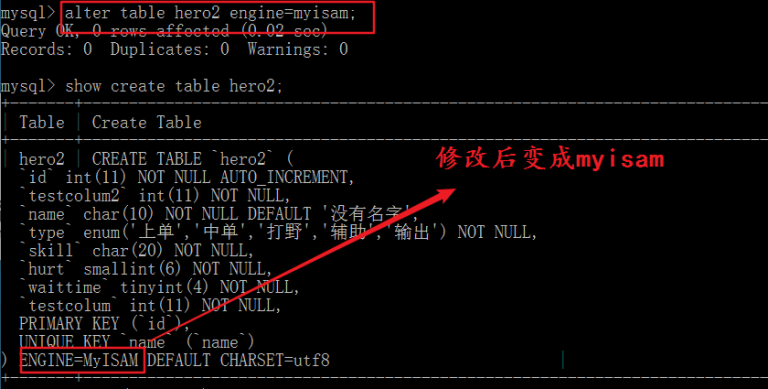 mysql> alter table hero2 engine=myisam;
Query OK, 0 rows affected (0.02 sec)
Records: 0  Duplicates: 0  Warnings: 0
mysql> show create table hero2;
| Table | Create Table
| hero2 | CREATE TABLE `hero2` (
修改后变成myisam
`id` int(11) NOT NULL AUTO_INCREMENT,
`testcolum2` int(11) NOT NULL,
`name` char(10) NOT NULL DEFAULT '没有名字',
`type` enum('上单','中单','打野','辅助','输出') NOT NULL,
`skill` char(20) NOT NULL,
`hurt` smallint(6) NOT NULL,
`waittime` tinyint(4) NOT NULL,
`testcolum` int(11) NOT NULL,
PRIMARY KEY (`id`),
UNIQUE KEY `name` (`name`)
) ENGINE=MyISAM DEFAULT CHARSET=utf8 |